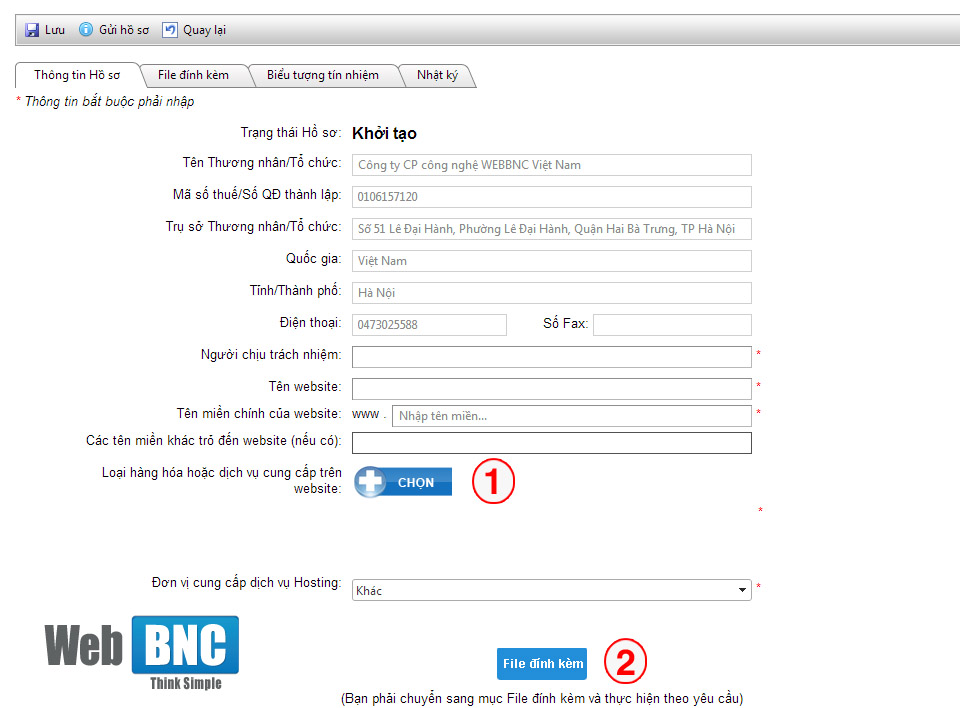 Lưu Gửi hồ sơ Quay lại
Thông tin Hồ sơ File đính kèm Biểu tượng tín nhiệm Nhật ký
* Thông tin bắt buộc phải nhập
Trạng thái Hồ sơ: Khởi tạo
Tên Thương nhân/Tổ chức: Công ty CP công nghệ WEBBNC Việt Nam
Mã số thuế/Số QĐ thành lập: 0106157120
Trụ sở Thương nhân/Tổ chức: Số 51 Lê Đại Hành, Phường Lê Đại Hành, Quận Hai Bà Trưng, TP Hà Nội
Quốc gia: Việt Nam
Tỉnh/Thành phố: Hà Nội
Điện thoại: 0473025588 Số Fax:
Người chịu trách nhiệm: *
Tên website: *
Tên miền chính của website: www . Nhập tên miền... *
Các tên miền khác trỏ đến website (nếu có):
Loại hàng hóa hoặc dịch vụ cung cấp trên
website: CHỌN 1
*
Đơn vị cung cấp dịch vụ Hosting: Khác *
Web BNC
Think Simple
File đính kèm 2
(Bạn phải chuyển sang mục File đính kèm và thực hiện theo yêu cầu)